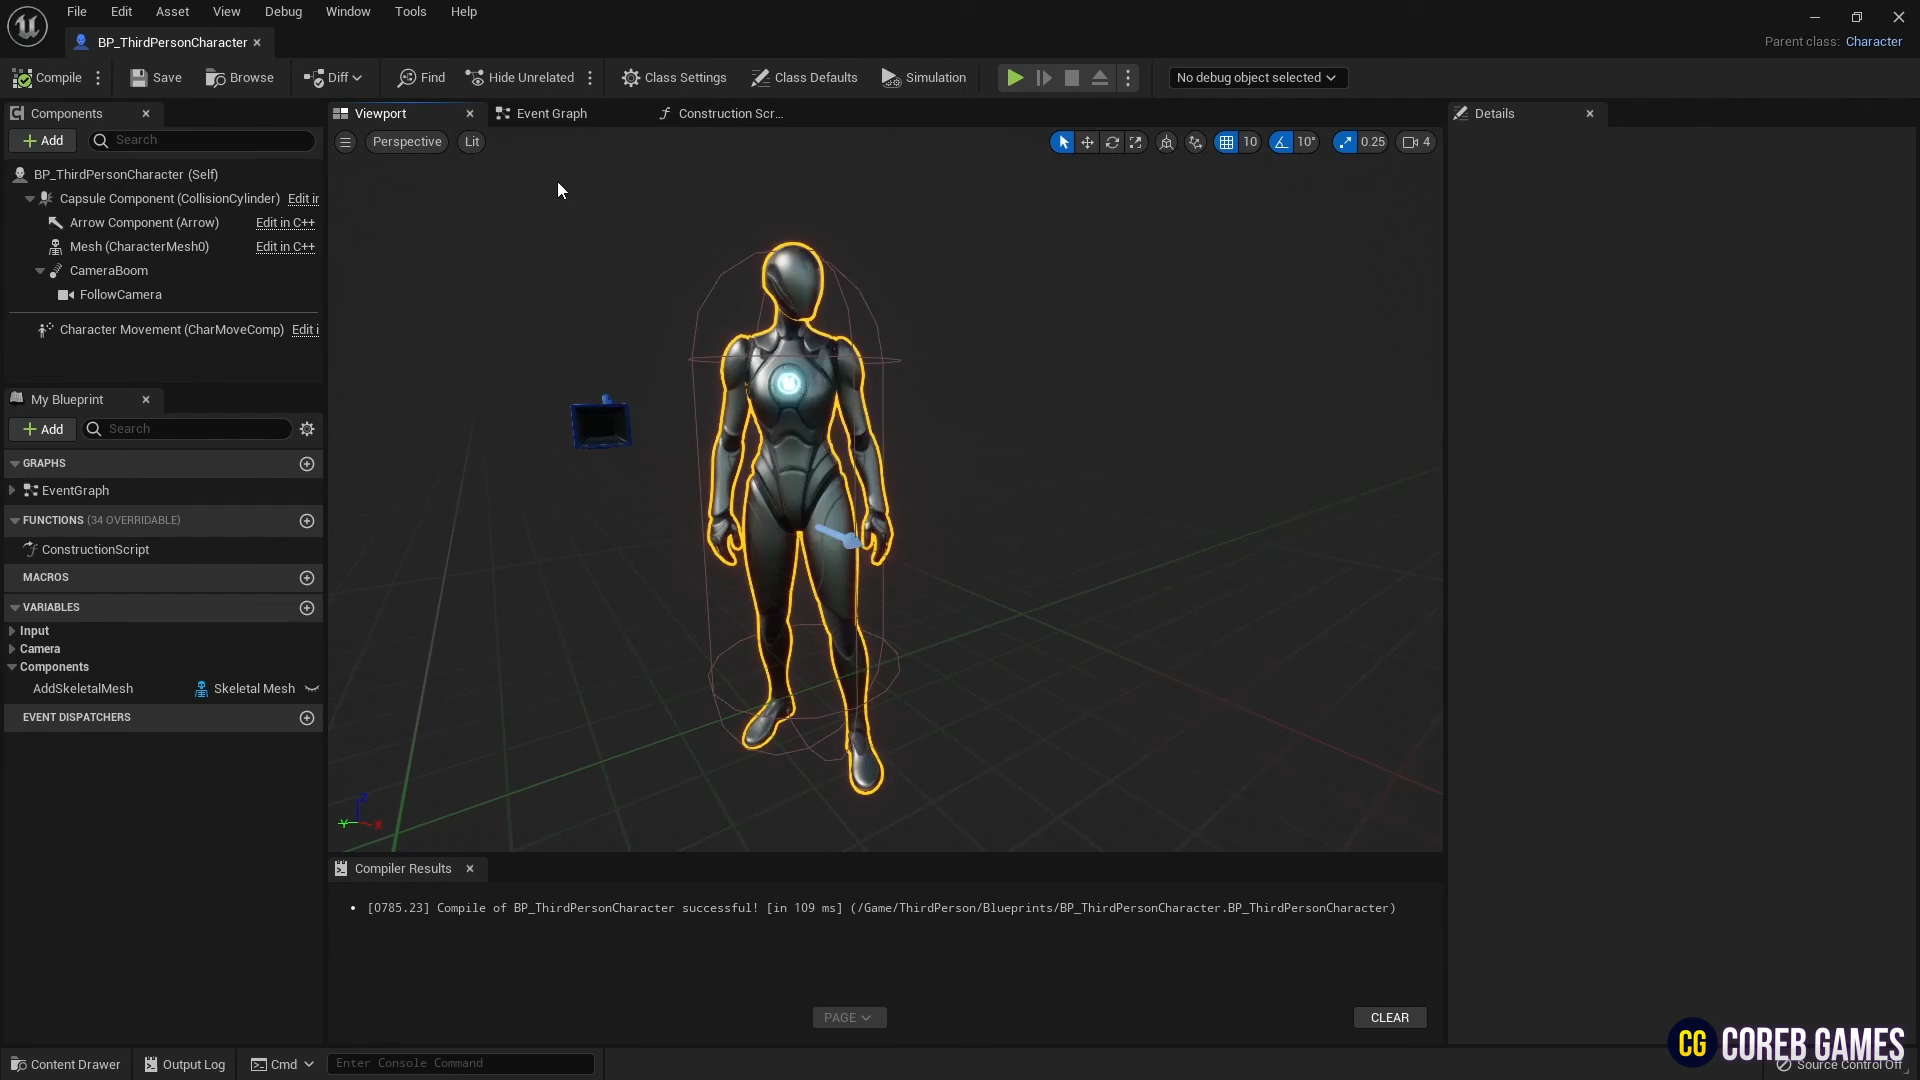 File Edit Asset View Debug Window Tools Help
BP_ThirdPersonCharacter
Parent class: Character
Compile Save Browse Diff Find Hide Unrelated Class Settings Class Defaults Simulation No debug object selected
Components
Viewport Event Graph Construction Scr...
Details
Add Search
Perspective Lit 10 10° 0.25 4
BP_ThirdPersonCharacter (Self)
Capsule Component (CollisionCylinder) Edit ir
Arrow Component (Arrow) Edit in C++
Mesh (CharacterMesh0) Edit in C++
CameraBoom
FollowCamera
Character Movement (CharMoveComp) Edit i
My Blueprint
Add Search
GRAPHS
EventGraph
FUNCTIONS (34 OVERRIDABLE)
ConstructionScript
MACROS
VARIABLES
Input
Camera
Components
AddSkeletalMesh Skeletal Mesh
EVENT DISPATCHERS
Z
Y X
Compiler Results
[0785.23] Compile of BP_ThirdPersonCharacter successful! [in 109 ms] (/Game/ThirdPerson/Blueprints/BP_ThirdPersonCharacter.BP_ThirdPersonCharacter)
PAGE CLEAR
Content Drawer Output Log Cmd Enter Console Command
CG COREB GAMES
Source Control Off